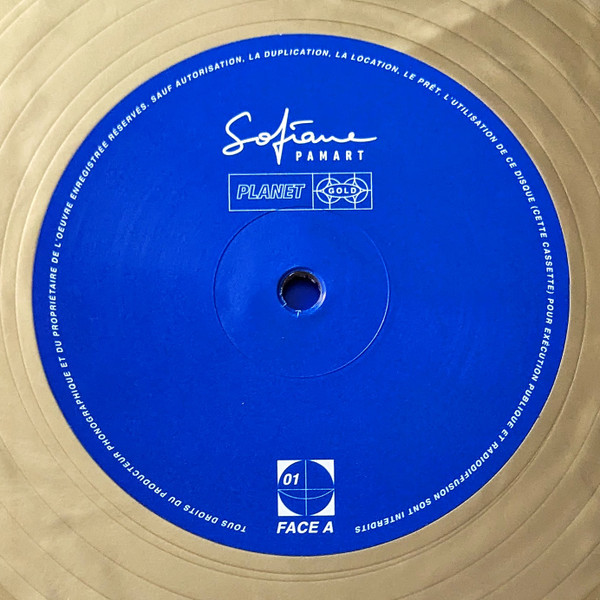 Sofiane
PAMART
PLANET GOLD
TOUS DROITS DU PRODUCTEUR PHONOGRAPHIQUE ET DU PROPRIÉTAIRE DE L'OEUVRE ENREGISTRÉE RÉSERVÉS. SAUF AUTORISATION, LA DUPLICATION, LA LOCATION, LE PRÊT, L'UTILISATION DE CE DISQUE (CETTE CASSETTE) POUR EXÉCUTION PUBLIQUE ET RADIODIFFUSION SONT INTERDITS
01
FACE A